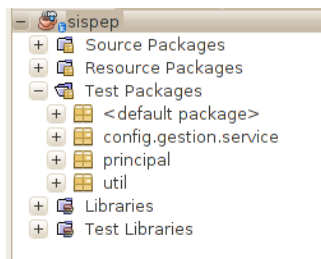 sispep
Source Packages
Resource Packages
Test Packages
<default package>
config.gestion.service
principal
util
Libraries
Test Libraries